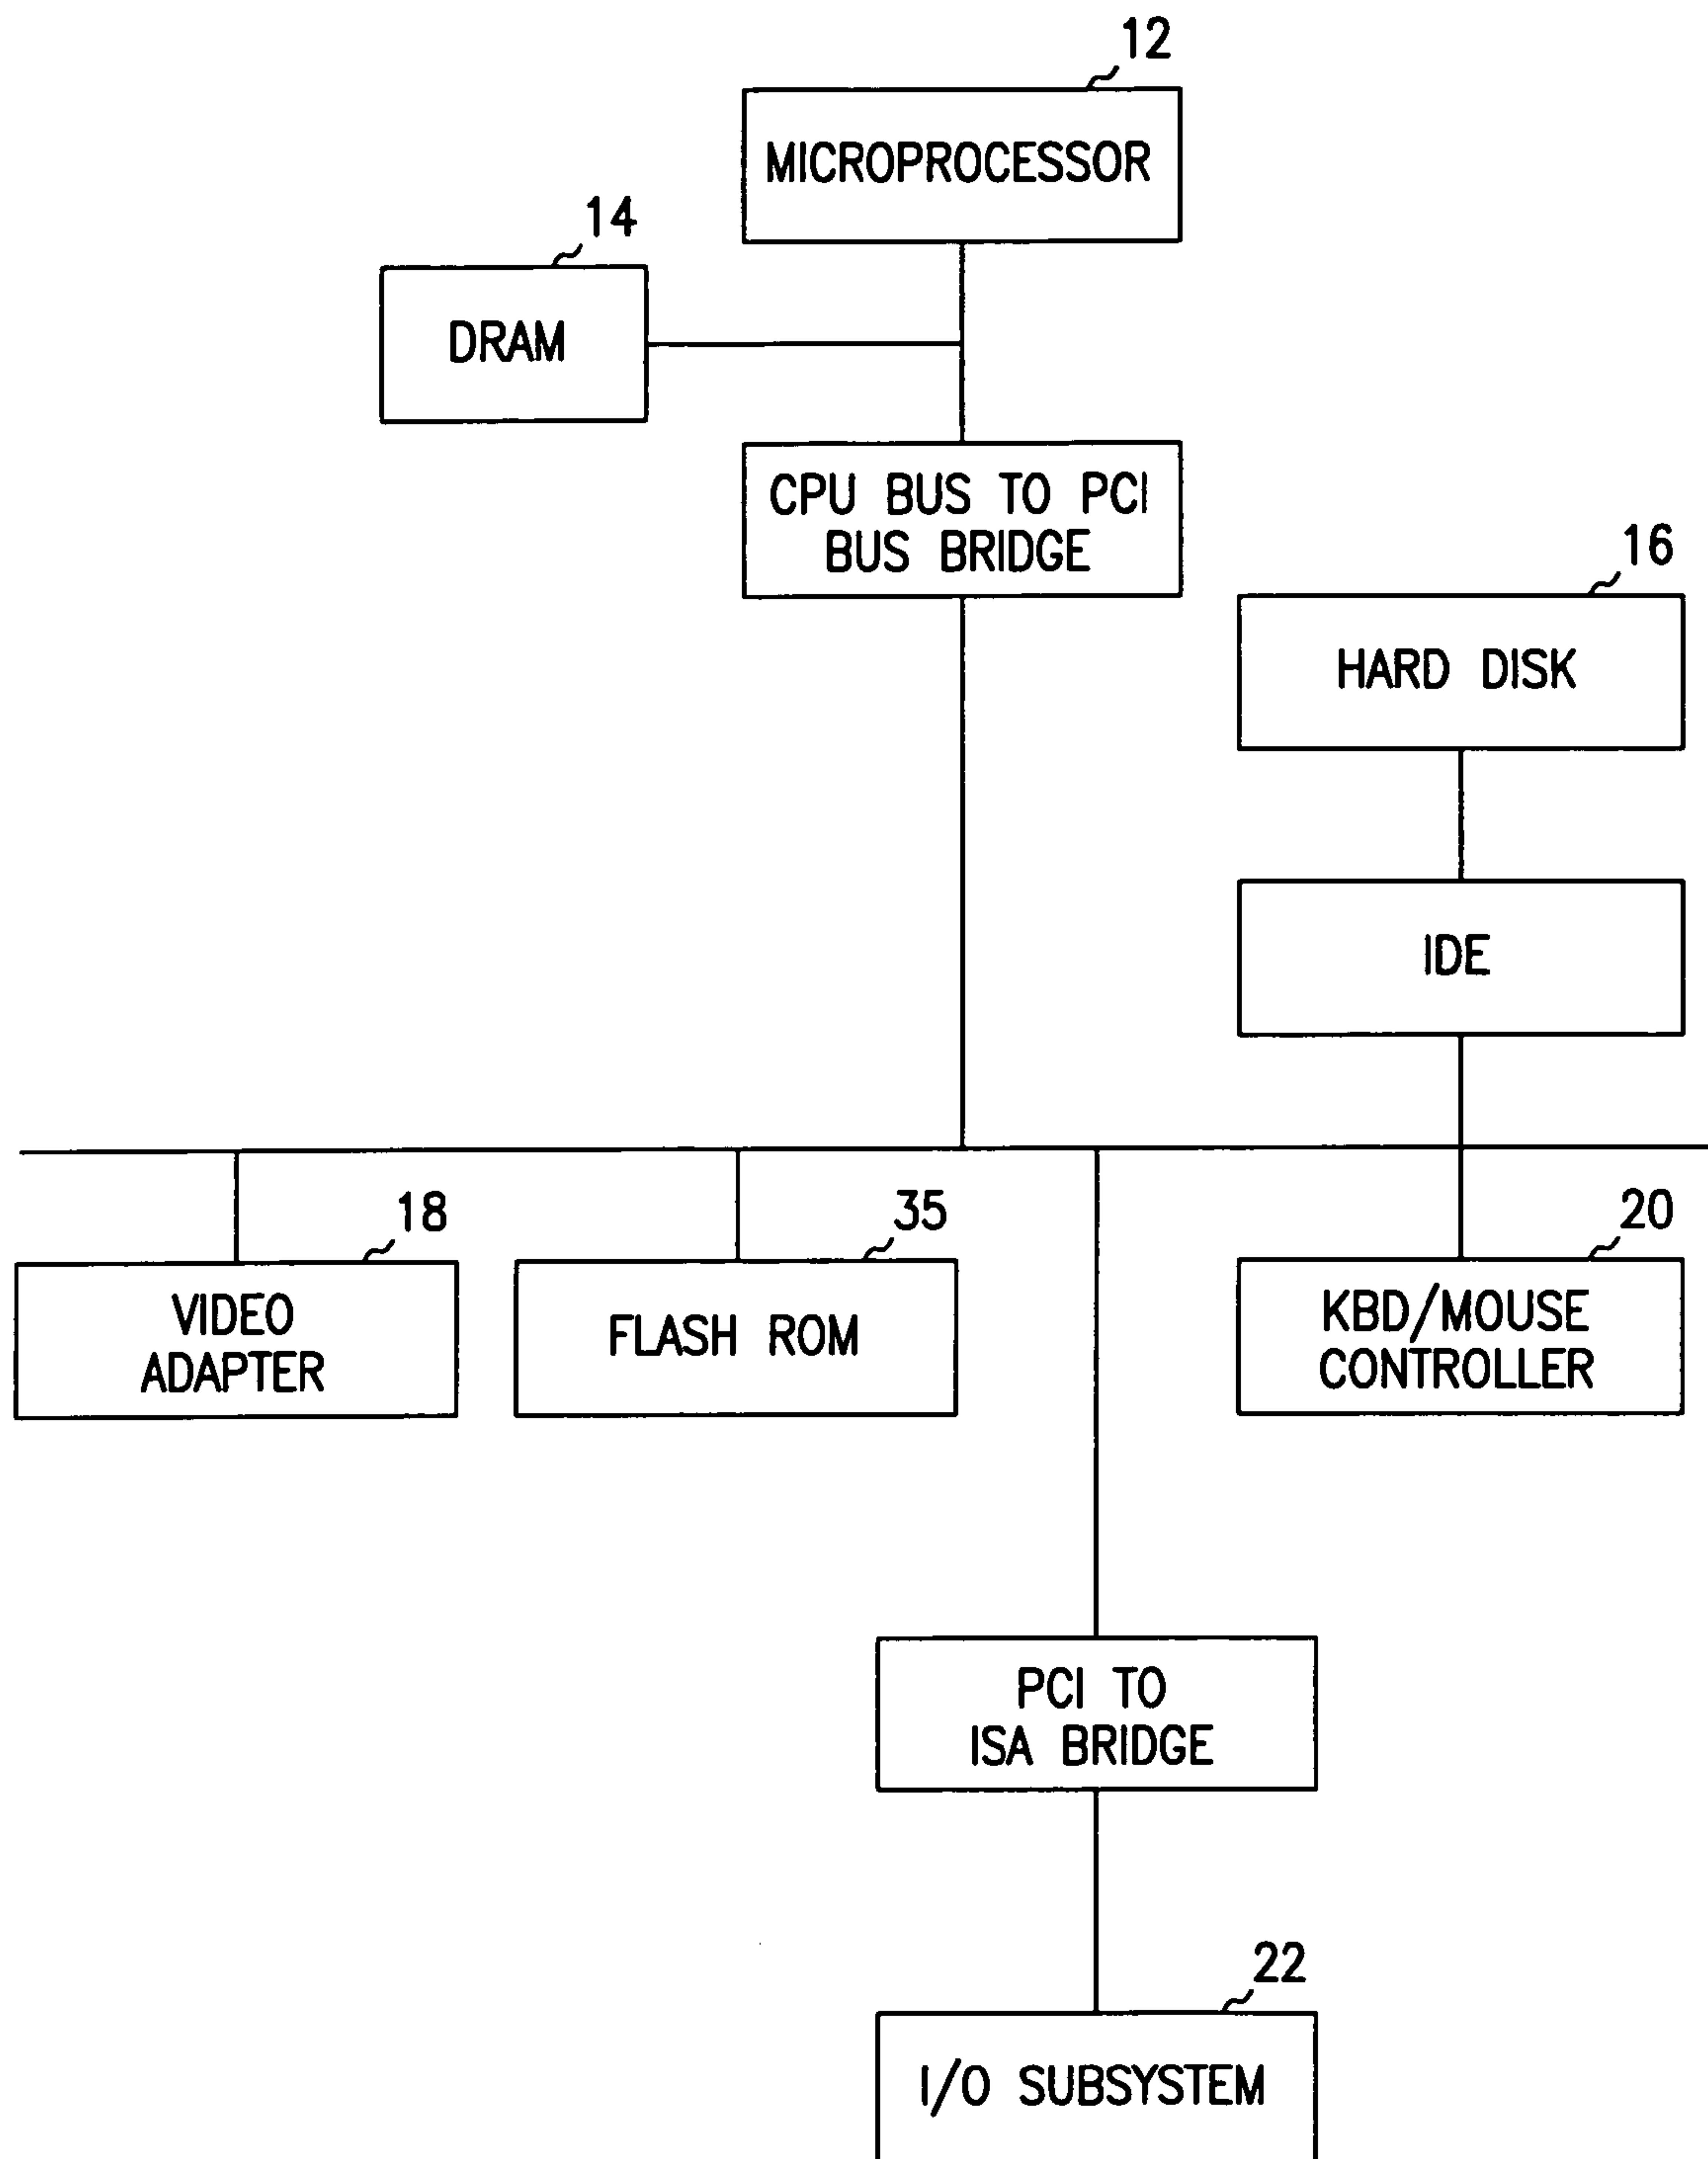 12
MICROPROCESSOR
14
DRAM
CPU BUS TO PCI
BUS BRIDGE
16
HARD DISK
IDE
18
VIDEO
ADAPTER
35
FLASH ROM
20
KBD/MOUSE
CONTROLLER
PCI TO
ISA BRIDGE
22
I/O SUBSYSTEM